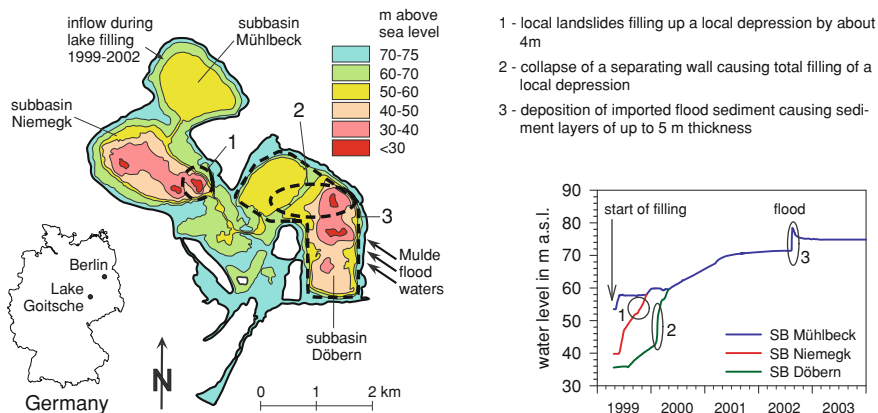 inflow during
lake filling
1999-2002
subbasin
Mühlbeck
m above
sea level
70-75
60-70
50-60
40-50
30-40
<30
subbasin
Niemegk
1
2
3
Mulde
flood
waters
subbasin
Döbern
Berlin
Lake
Goitsche
Germany
N
0 1 2 km
1 - local landslides filling up a local depression by about
4m
2 - collapse of a separating wall causing total filling of a
local depression
3 - deposition of imported flood sediment causing sedi-
ment layers of up to 5 m thickness
water level in m a.s.l.
90
80
70
60
50
40
30
start of filling
flood
1
2
3
SB Mühlbeck
SB Niemegk
SB Döbern
1999 2000 2001 2002 2003